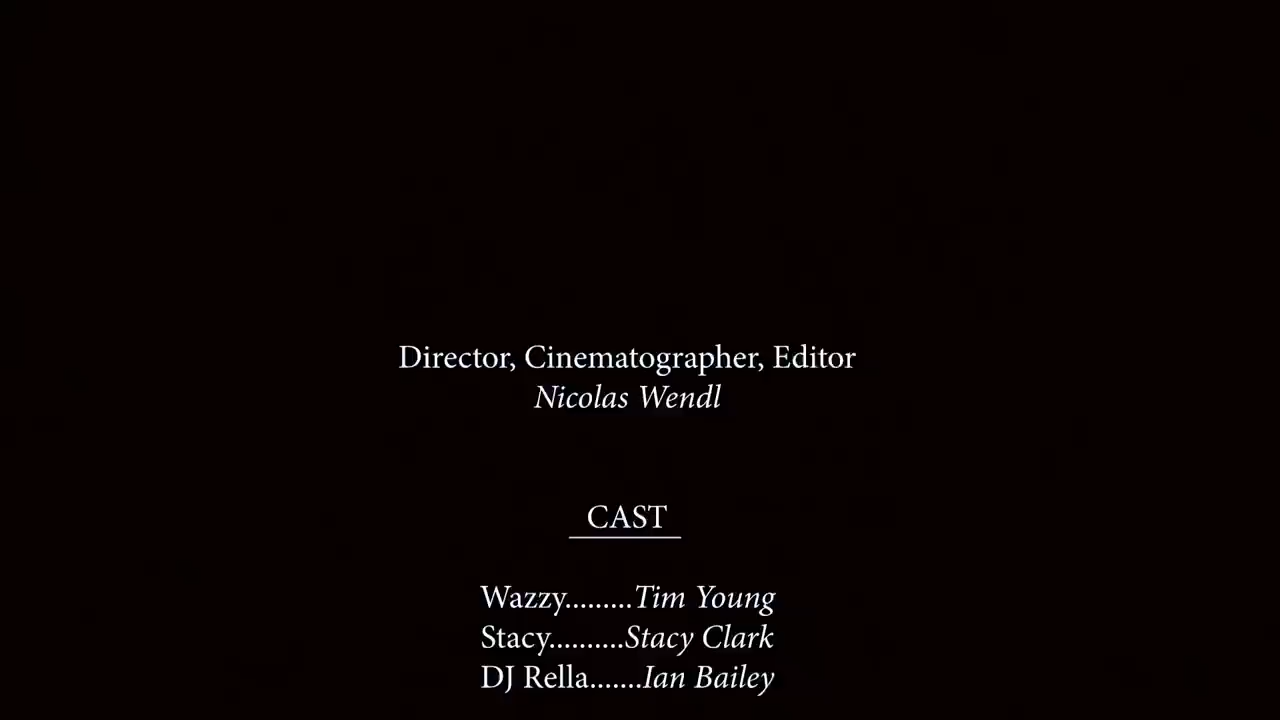 Director, Cinematographer, Editor
Nicolas Wendl
CAST
Wazzy.........Tim Young
Stacy..........Stacy Clark
DJ Rella.......Ian Bailey